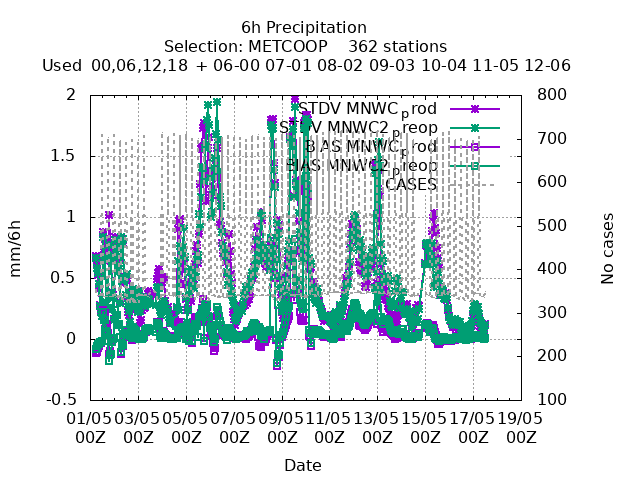 6h Precipitation
Selection: METCOOP 362 stations
Used 00,06,12,18 + 06-00 07-01 08-02 09-03 10-04 11-05 12-06
STDV MNWC_prod
STDV MNWC2_preop
BIAS MNWC_prod
BIAS MNWC2_preop
CASES
2
1.5
1
0.5
0
-0.5
mm/6h
800
700
600
500
400
300
200
100
No cases
01/05 03/05 05/05 07/05 09/05 11/05 13/05 15/05 17/05 19/05
00Z 00Z 00Z 00Z 00Z 00Z 00Z 00Z 00Z 00Z
Date